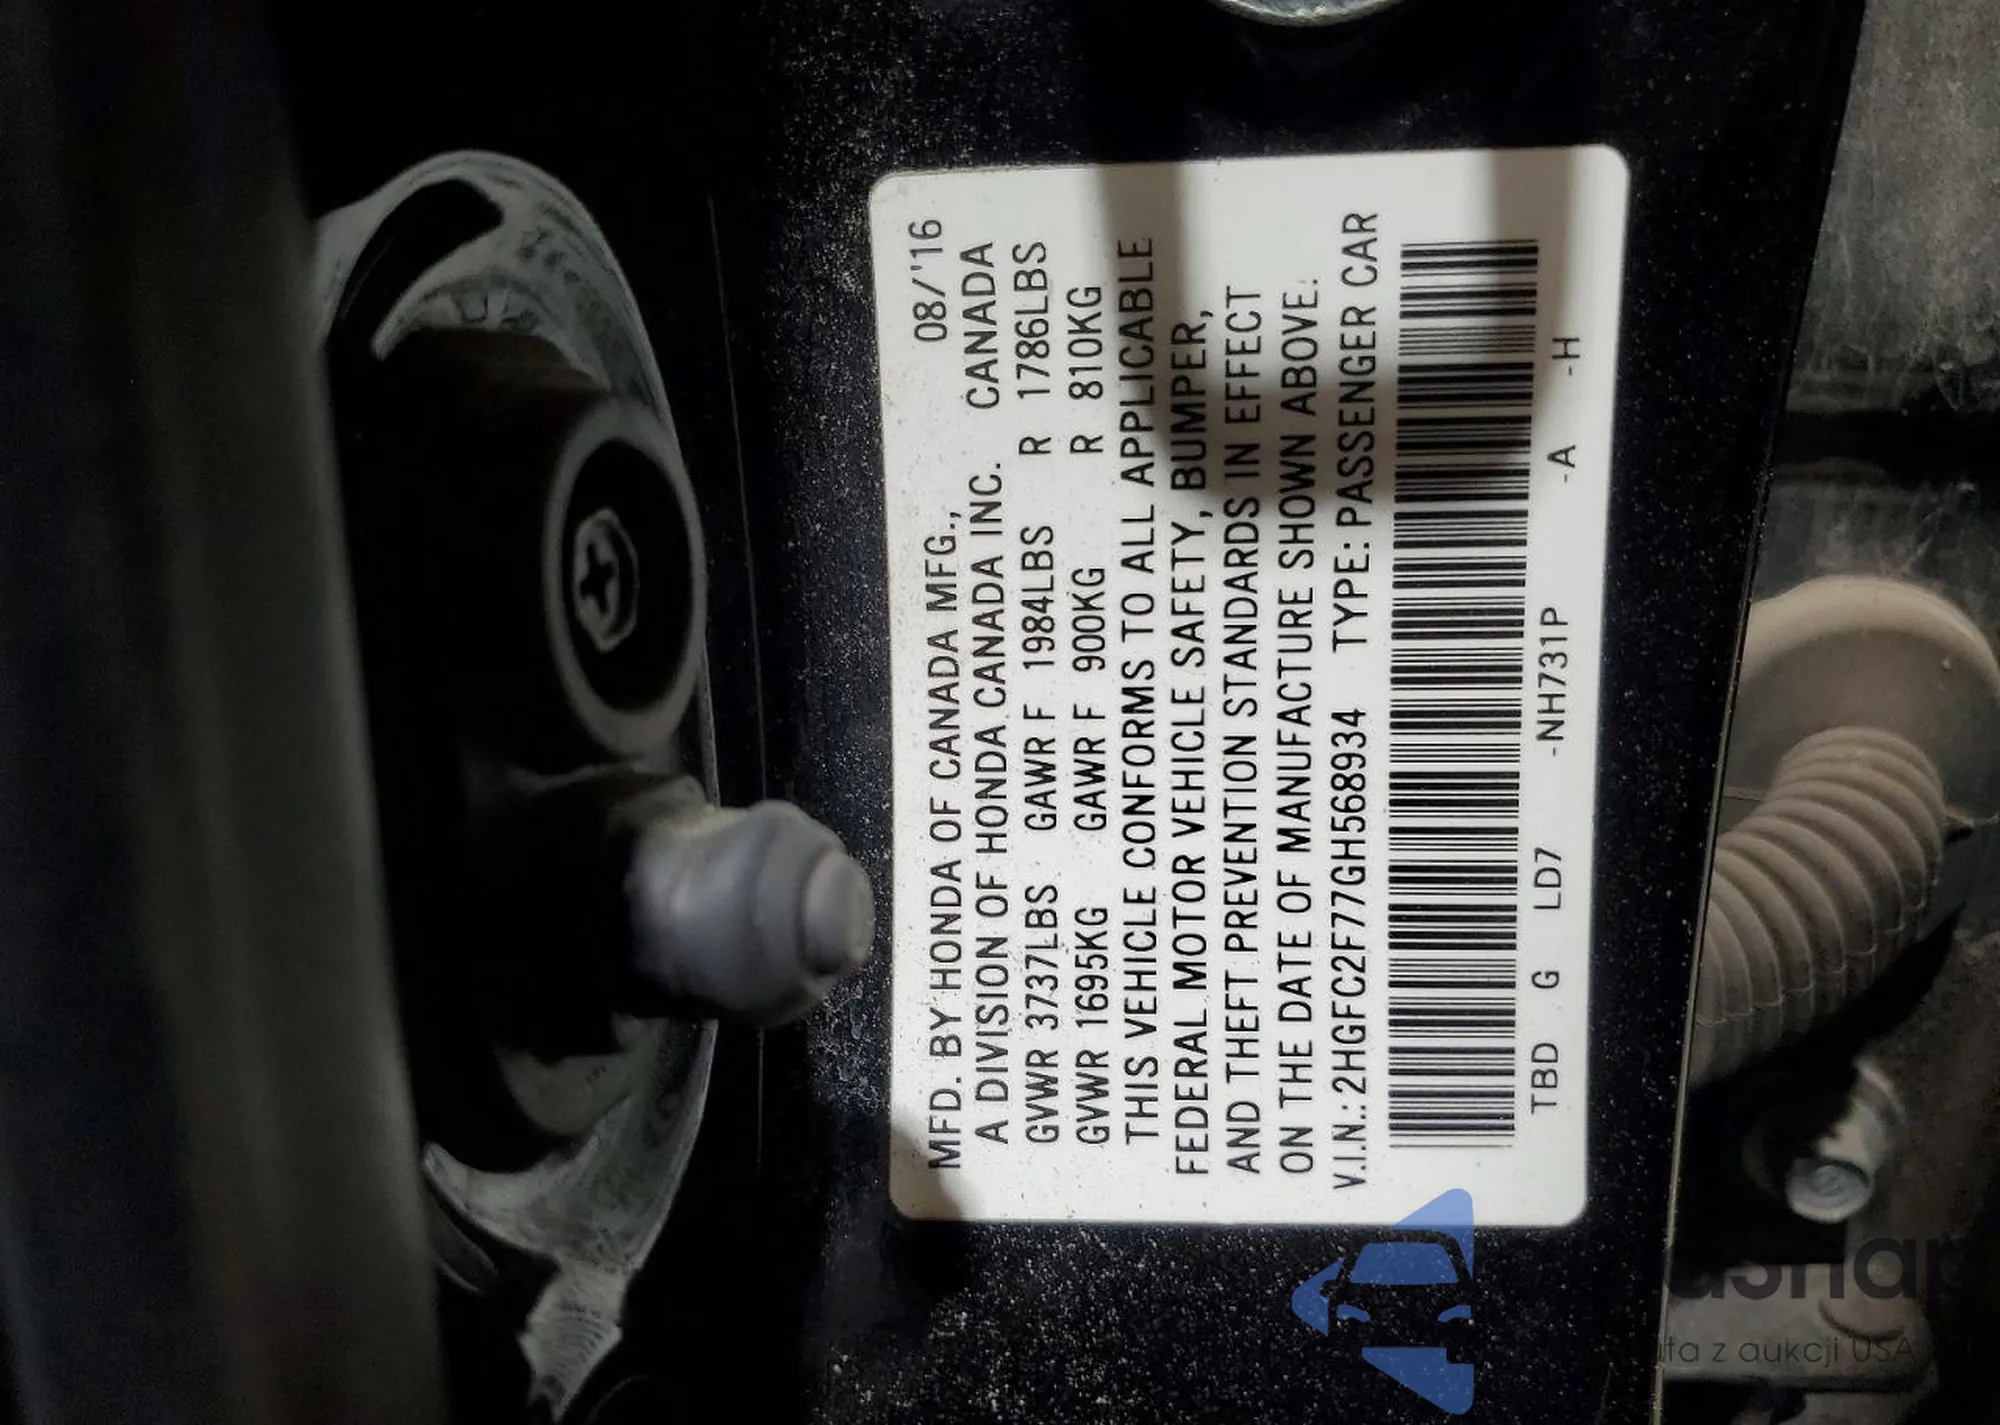 MFD. BY HONDA OF CANADA MFG., 08/'16
A DIVISION OF HONDA CANADA INC. CANADA
GVWR 3737LBS GAWR F 1984LBS R 1786LBS
GVWR 1695KG GAWR F 900KG R 810KG
THIS VEHICLE CONFORMS TO ALL APPLICABLE
FEDERAL MOTOR VEHICLE SAFETY, BUMPER,
AND THEFT PREVENTION STANDARDS IN EFFECT
ON THE DATE OF MANUFACTURE SHOWN ABOVE.
V.I.N.: 2HGFC2F77GH568934 TYPE: PASSENGER CAR
TBD G LD7 -NH731P -A -H
z aukcji USA